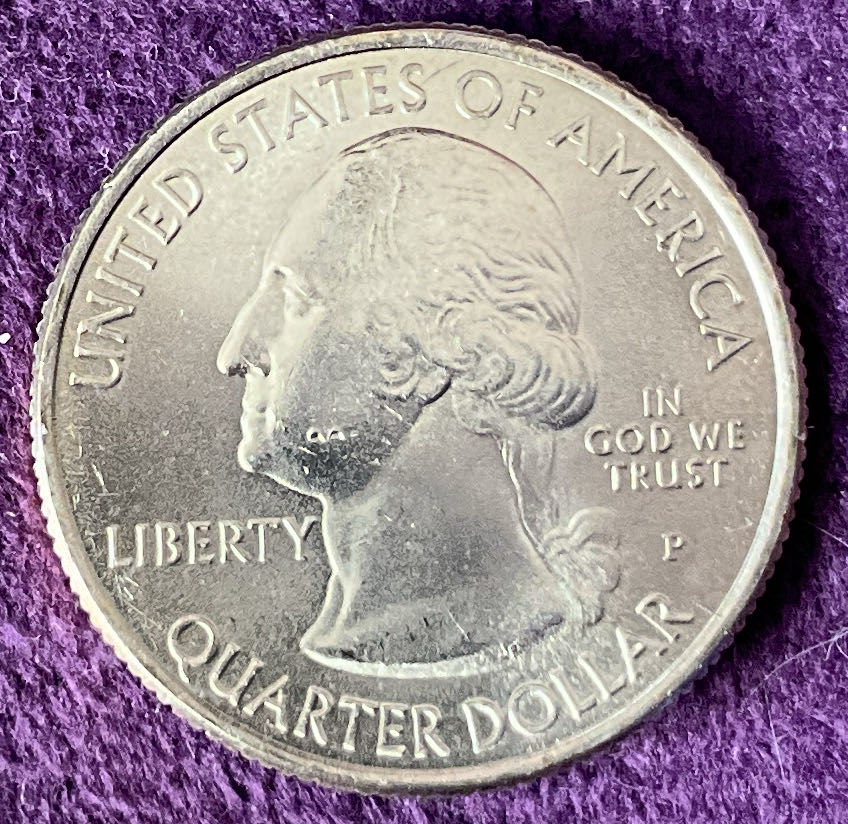 UNITED STATES OF AMERICA
IN
GOD WE
TRUST
LIBERTY
P
QUARTER DOLLAR